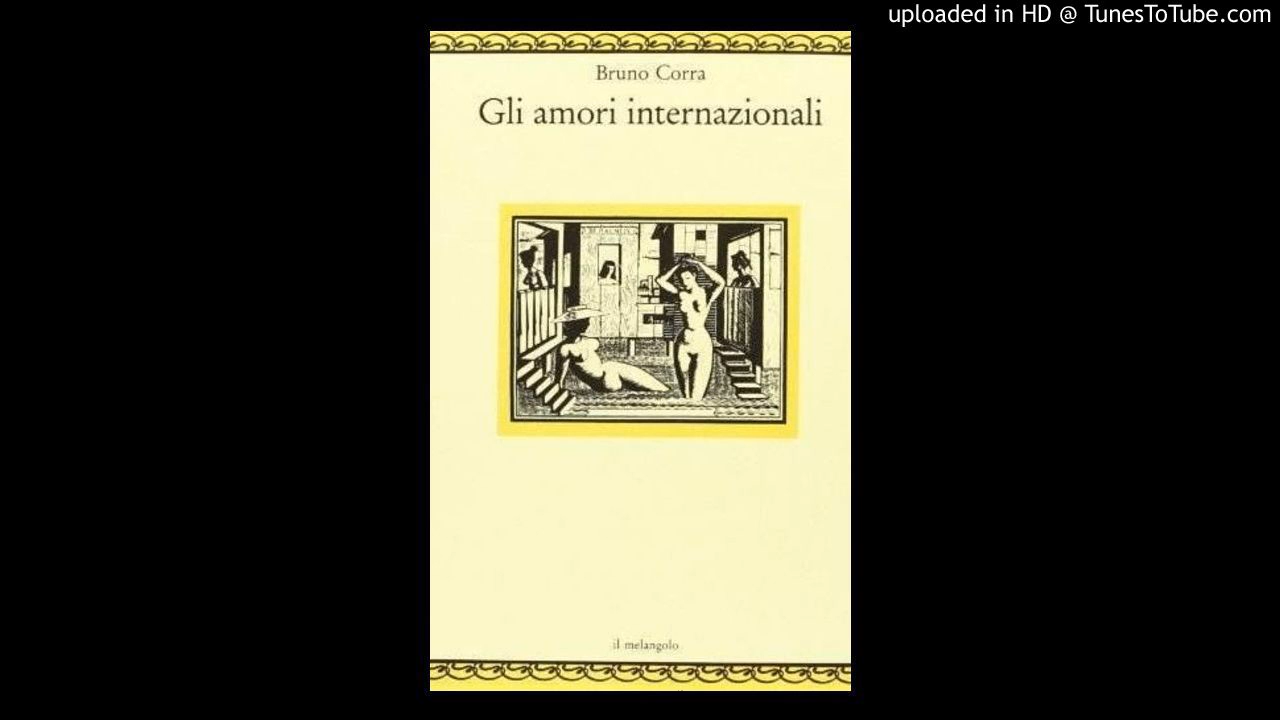 uploaded in HD @ TunesToTube.com
Bruno Corra
Gli amori internazionali
il melangolo